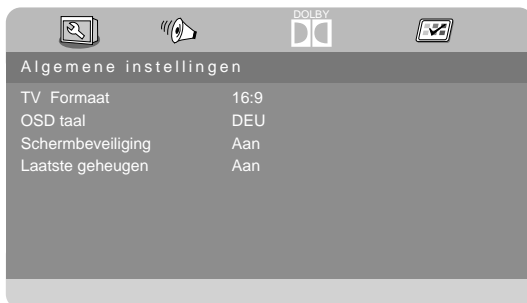 DOLBY
Algemene instellingen
TV Formaat 16:9
OSD taal DEU
Schermbeveiliging Aan
Laatste geheugen Aan